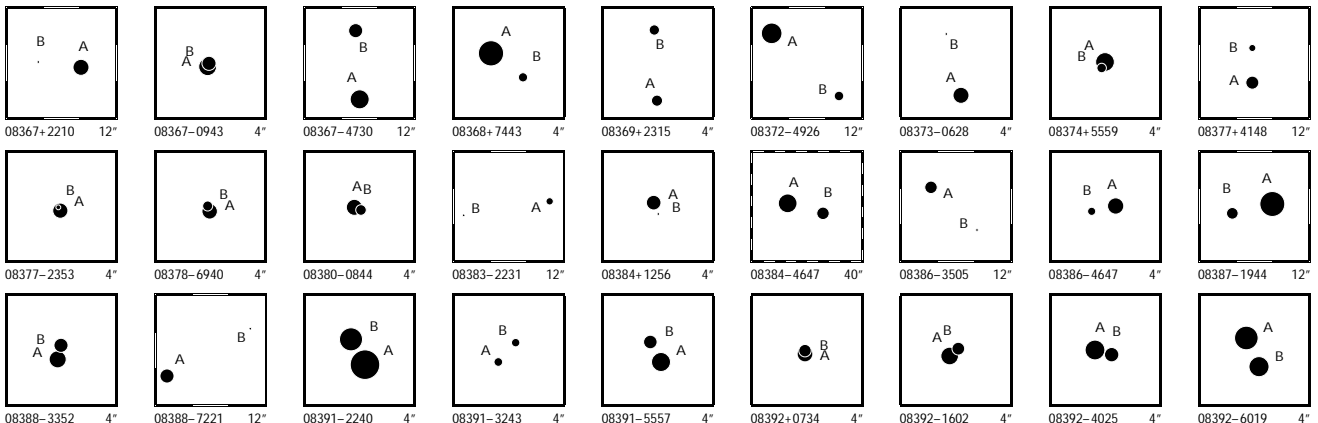 B A B A B A A B B A A B B A A B B A
08367+2210 12″ 08367−0943 4″ 08367−4730 12″ 08368+7443 4″ 08369+2315 4″ 08372−4926 12″ 08373−0628 4″ 08374+5559 4″ 08377+4148 12″
B A B A A B B A A B A B A B B A B A
08377−2353 4″ 08378−6940 4″ 08380−0844 4″ 08383−2231 12″ 08384+1256 4″ 08384−4647 40″ 08386−3505 12″ 08386−4647 4″ 08387−1944 12″
B A B A B A B A B A B A A B A B A B
08388−3352 4″ 08388−7221 12″ 08391−2240 4″ 08391−3243 4″ 08391−5557 4″ 08392+0734 4″ 08392−1602 4″ 08392−4025 4″ 08392−6019 4″